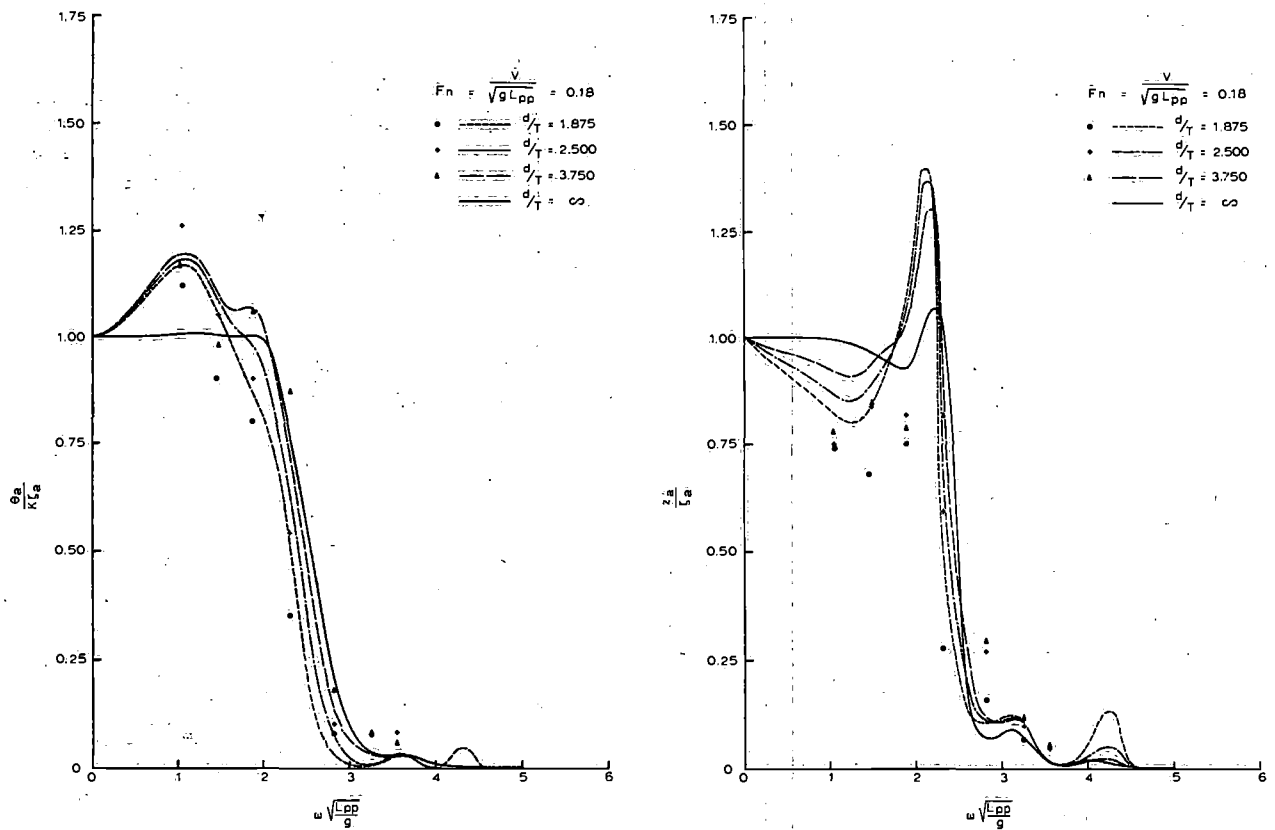 1.75
1.50
1.25
1.00
0.75
0.50
0.25
0
0 1 2 3 4 5 6
θa / Kζa
ω √Lpp/g
Fn = V / √g Lpp = 0.18
d/T = 1.875
d/T = 2.500
d/T = 3.750
d/T = ∞
1.75
1.50
1.25
1.00
0.75
0.50
0.25
0
0 1 2 3 4 5 6
za / ζa
ω √Lpp/g
Fn = V / √g Lpp = 0.18
d/T = 1.875
d/T = 2.500
d/T = 3.750
d/T = ∞